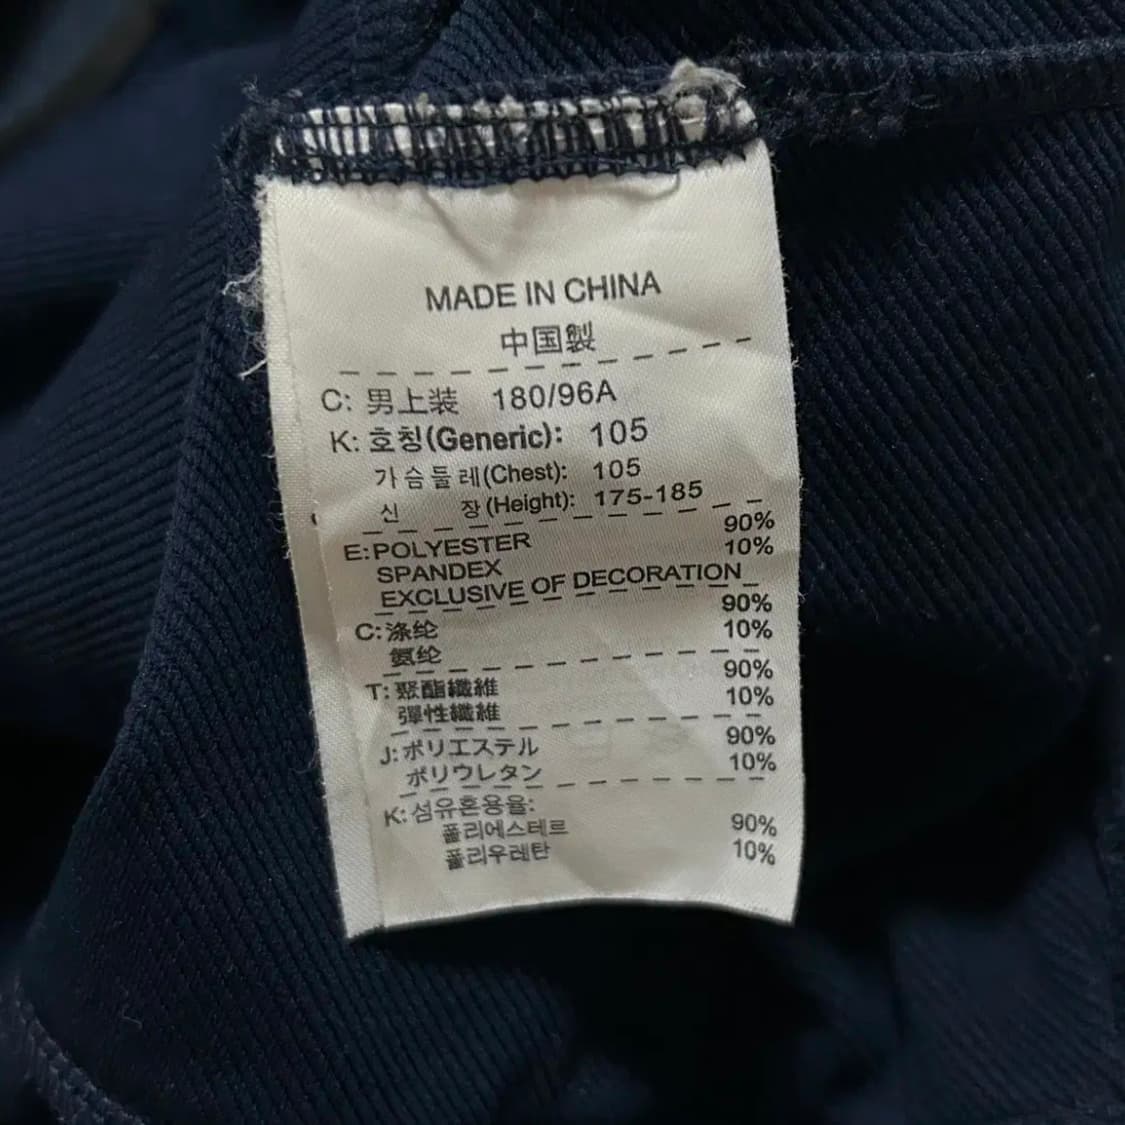 MADE IN CHINA
中国製
C: 男上装 180/96A
K: 호칭(Generic): 105
가슴둘레(Chest): 105
신 장(Height): 175-185
E: POLYESTER 90%
SPANDEX 10%
EXCLUSIVE OF DECORATION
C: 涤纶 90%
氨纶 10%
T: 聚酯纖維 90%
彈性纖維 10%
J: ポリエステル 90%
ポリウレタン 10%
K: 섬유혼용율:
폴리에스테르 90%
폴리우레탄 10%